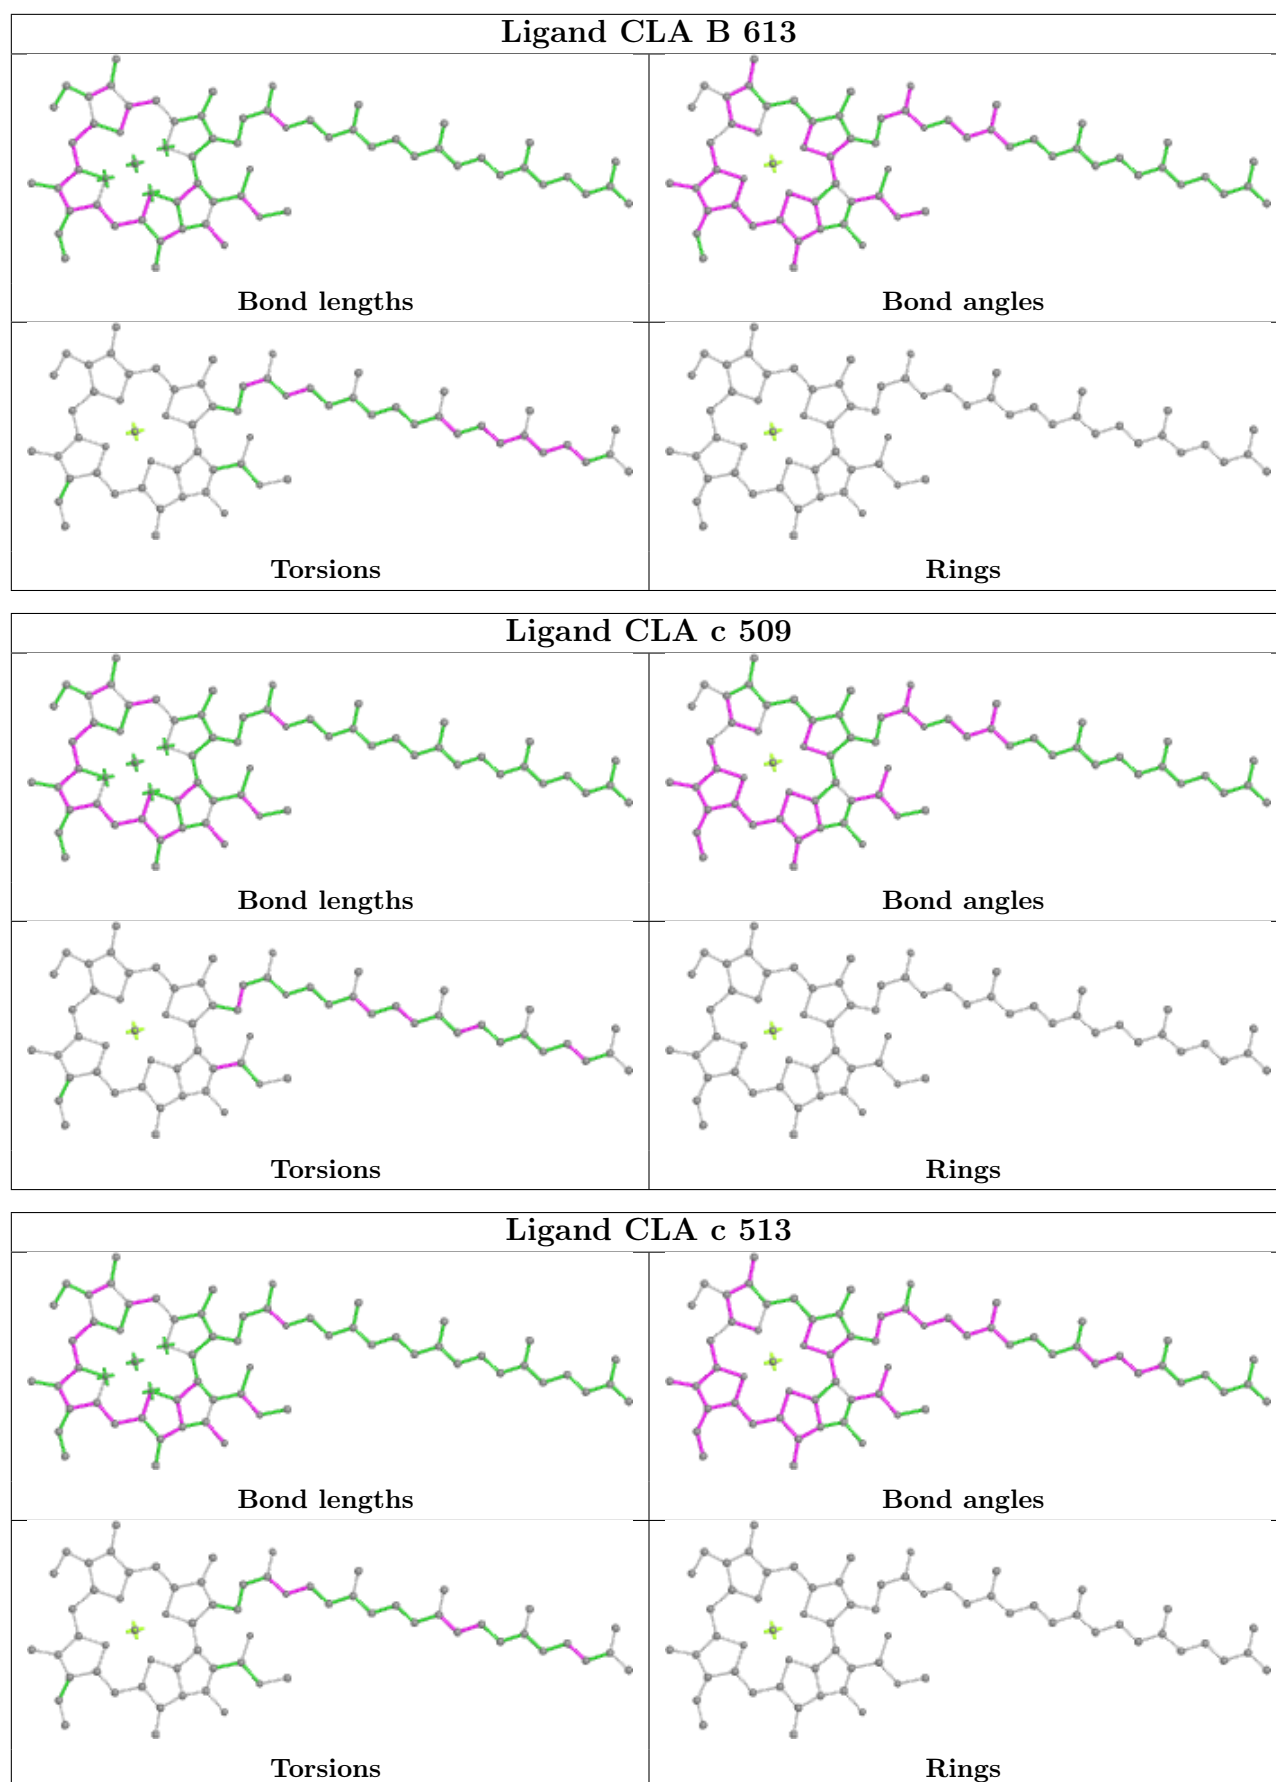 Ligand CLA B 613
Bond lengths
Bond angles
Torsions
Rings
Ligand CLA c 509
Bond lengths
Bond angles
Torsions
Rings
Ligand CLA c 513
Bond lengths
Bond angles
Torsions
Rings